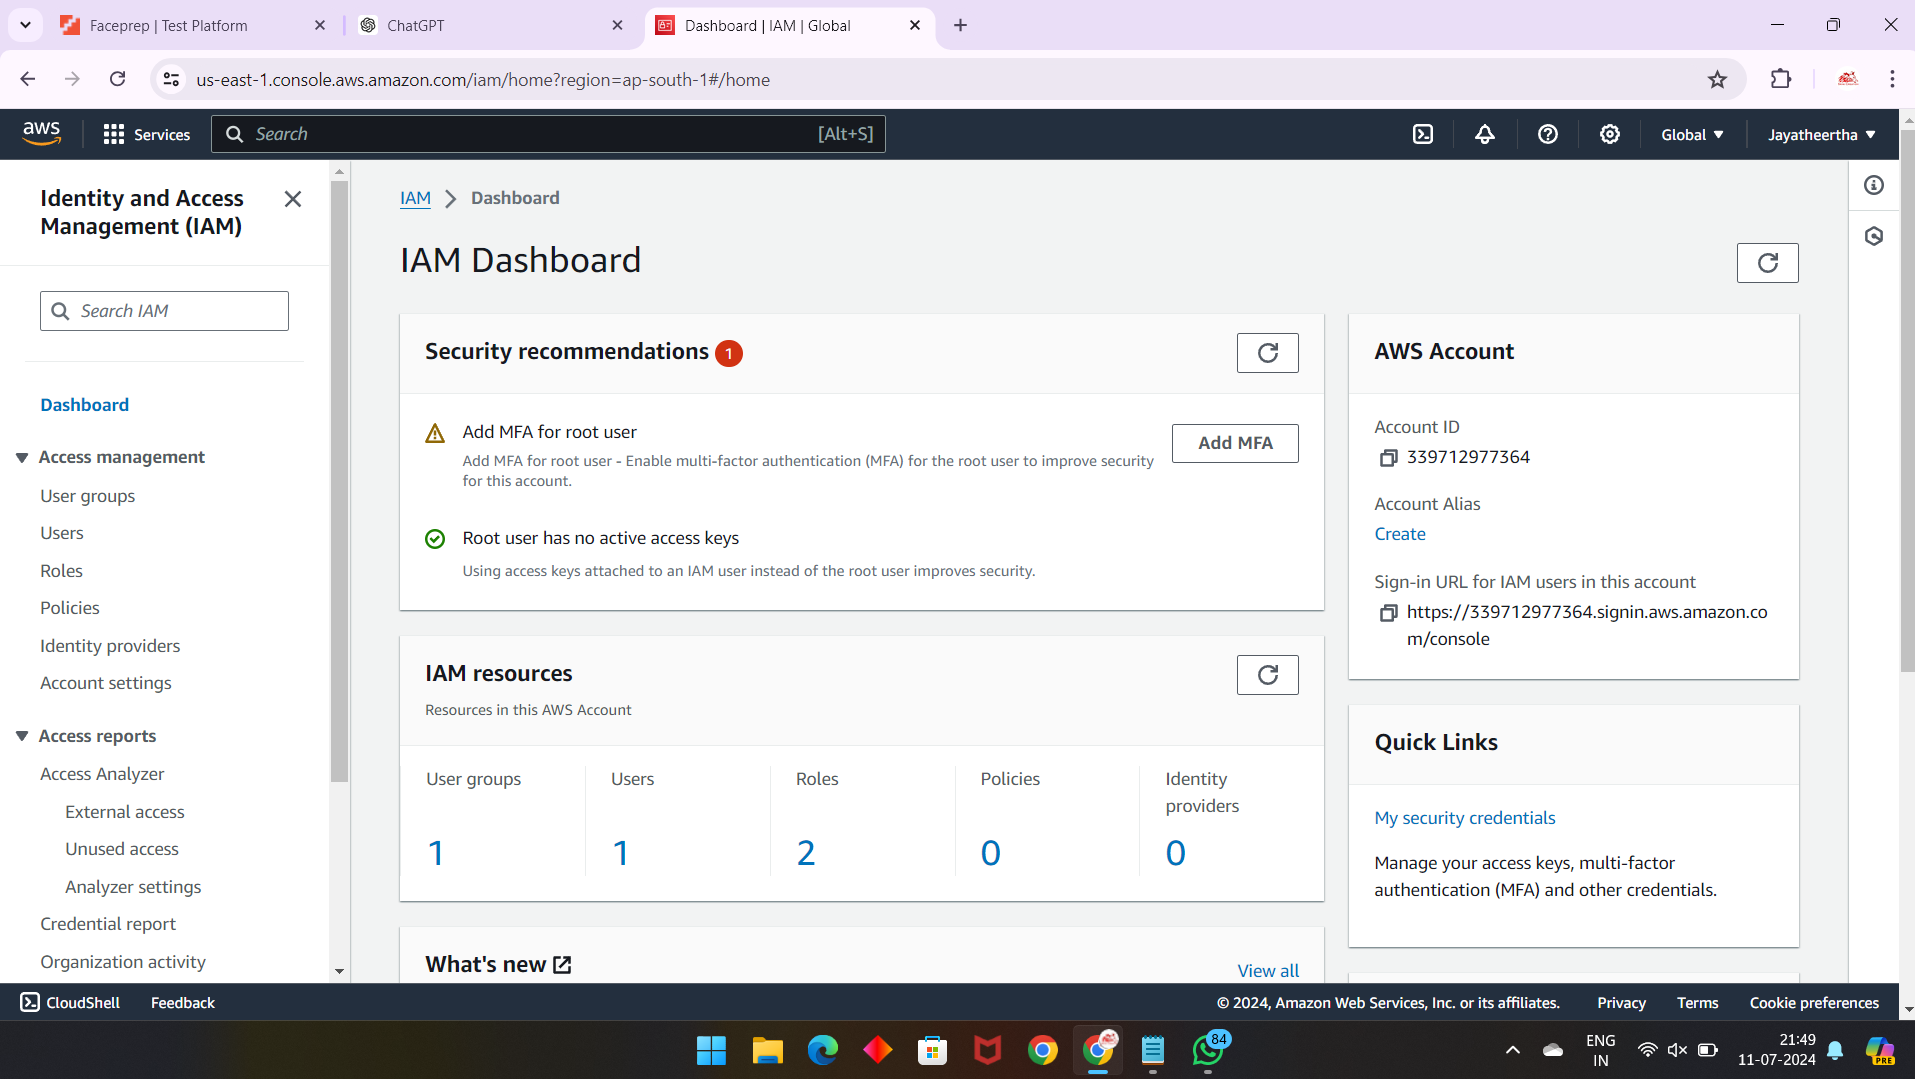 Faceprep | Test Platform
ChatGPT
Dashboard | IAM | Global
us-east-1.console.aws.amazon.com/iam/home?region=ap-south-1#/home
aws
Services
Search
[Alt+S]
Global
Jayatheertha
Identity and Access
Management (IAM)
Search IAM
Dashboard
Access management
User groups
Users
Roles
Policies
Identity providers
Account settings
Access reports
Access Analyzer
External access
Unused access
Analyzer settings
Credential report
Organization activity
IAM
Dashboard
IAM Dashboard
Security recommendations 1
Add MFA for root user
Add MFA for root user - Enable multi-factor authentication (MFA) for the root user to improve security
for this account.
Add MFA
Root user has no active access keys
Using access keys attached to an IAM user instead of the root user improves security.
IAM resources
Resources in this AWS Account
User groups
Users
Roles
Policies
Identity
providers
1
1
2
0
0
What's new
View all
AWS Account
Account ID
339712977364
Account Alias
Create
Sign-in URL for IAM users in this account
https://339712977364.signin.aws.amazon.co
m/console
Quick Links
My security credentials
Manage your access keys, multi-factor
authentication (MFA) and other credentials.
CloudShell
Feedback
© 2024, Amazon Web Services, Inc. or its affiliates.
Privacy
Terms
Cookie preferences
84
ENG
IN
21:49
11-07-2024
PRE